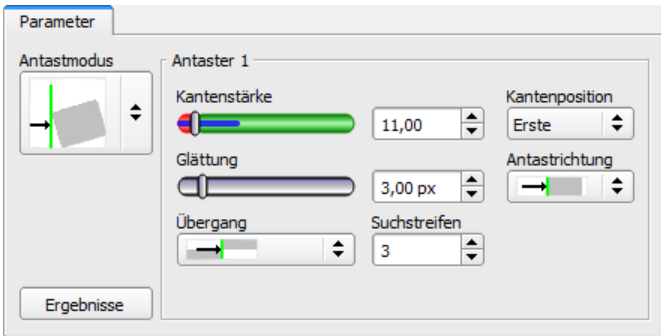 Parameter
Antastmodus
Antaster 1
Kantenstärke
Kantenposition
11,00
Erste
Glättung
Antastrichtung
3,00 px
Übergang
Suchstreifen
3
Ergebnisse